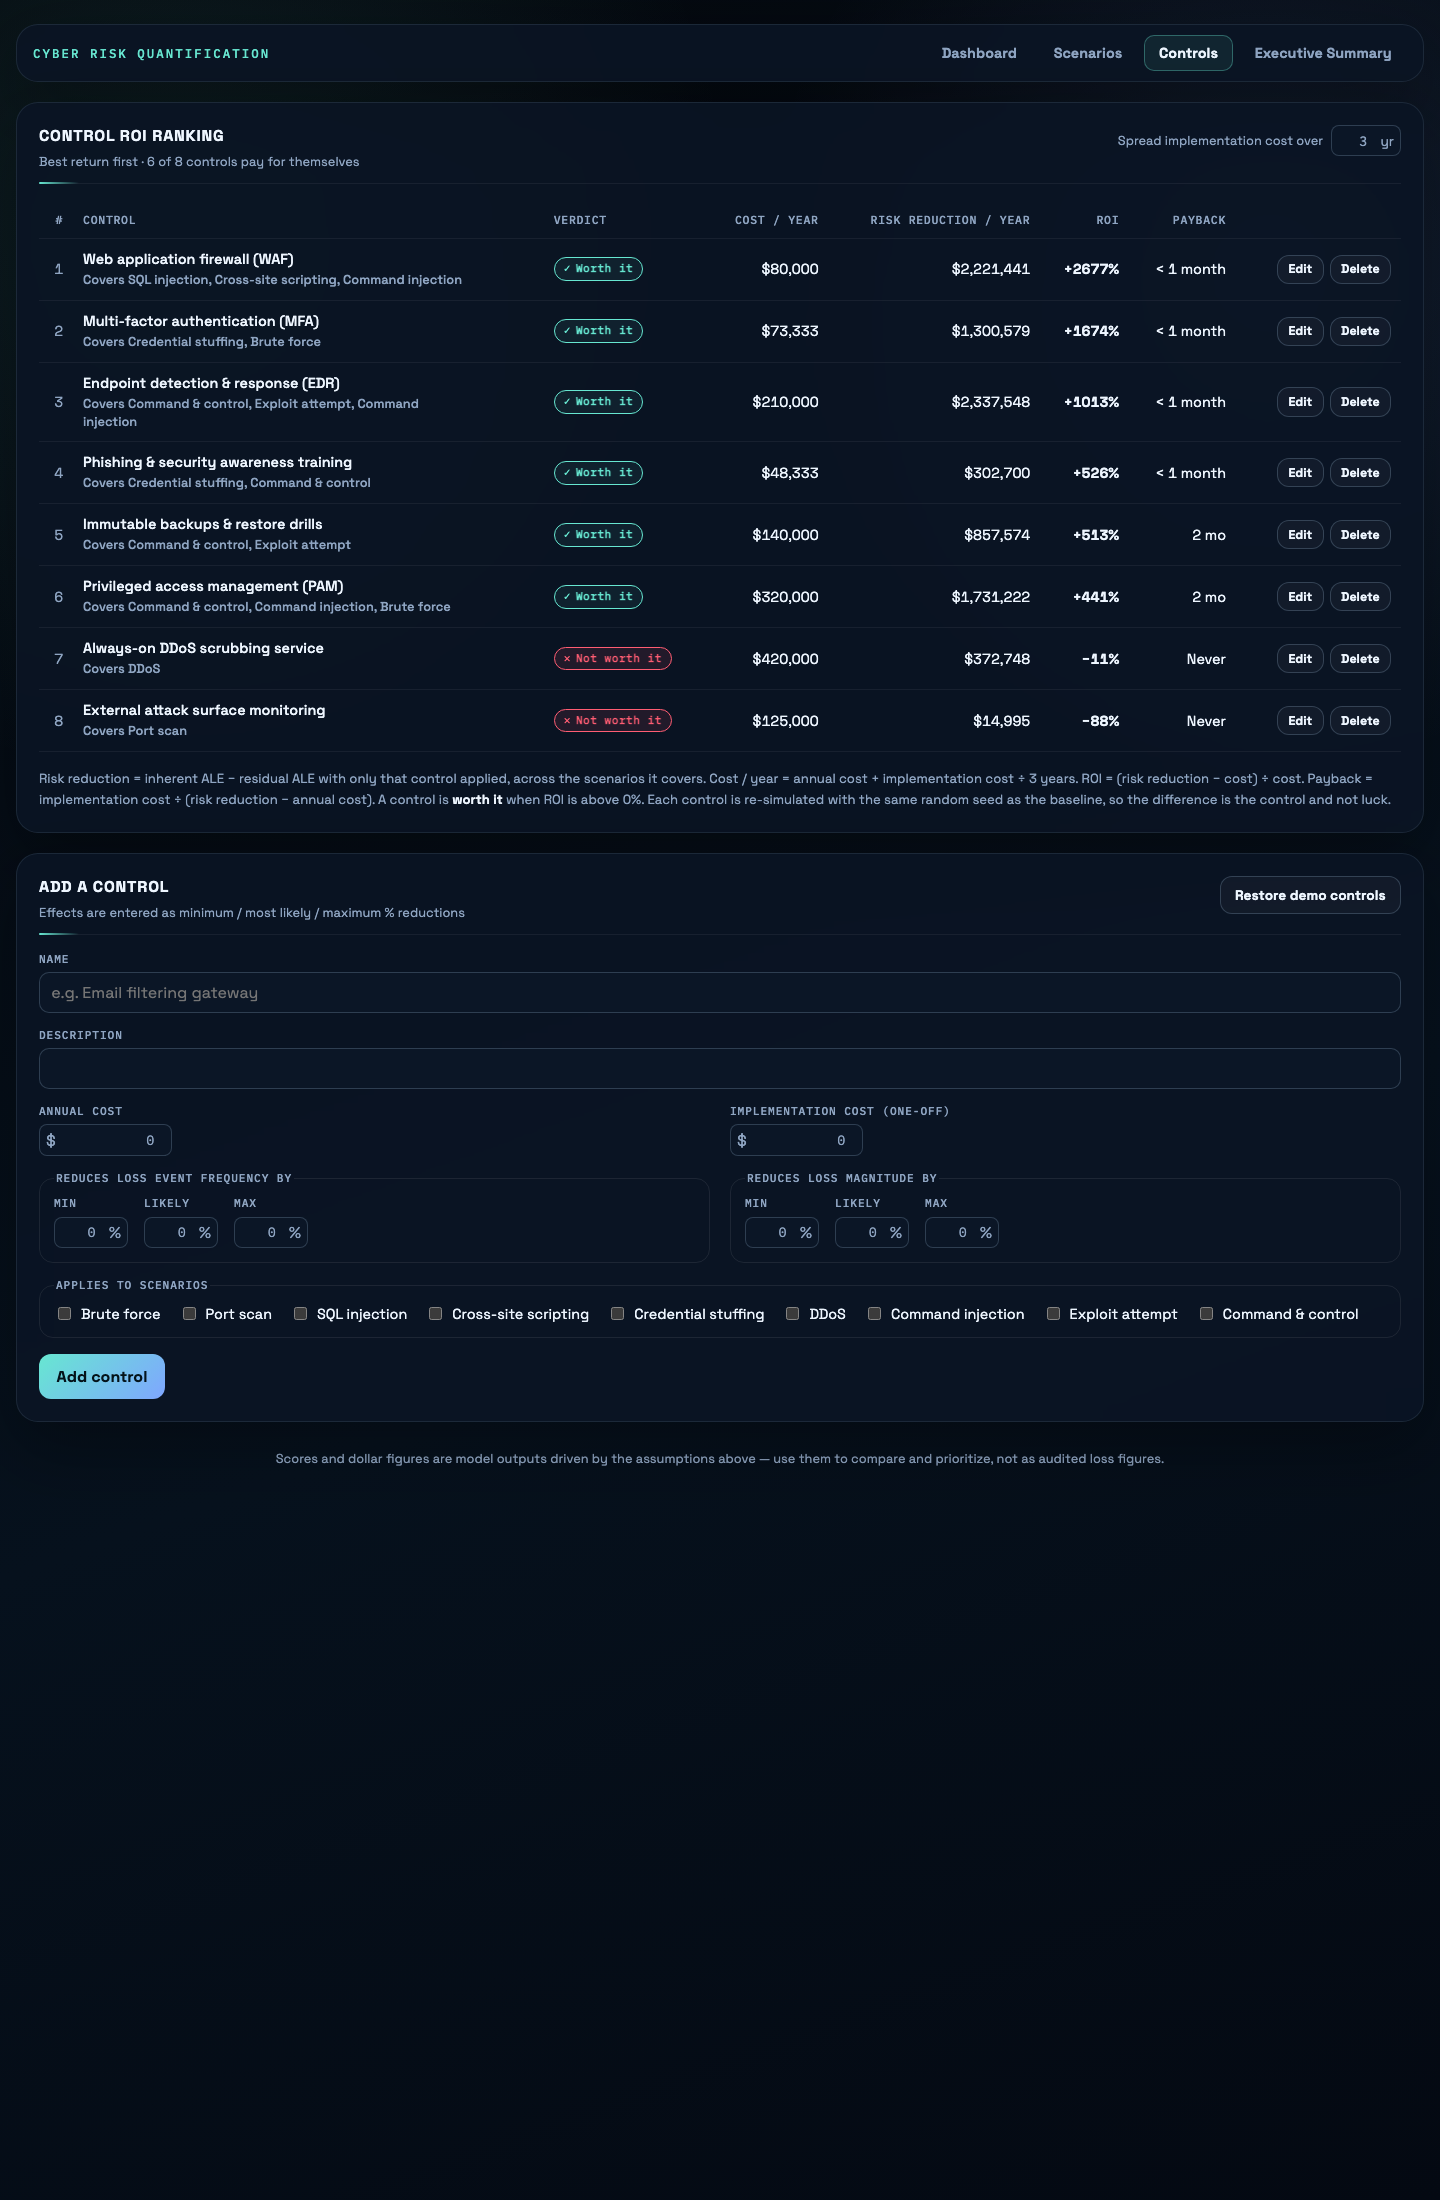 CYBER RISK QUANTIFICATION
Dashboard
Scenarios
Controls
Executive Summary
CONTROL ROI RANKING
Best return first · 6 of 8 controls pay for themselves
Spread implementation cost over 3 yr
# CONTROL VERDICT COST / YEAR RISK REDUCTION / YEAR ROI PAYBACK
1 Web application firewall (WAF) ✓ Worth it $80,000 $2,221,441 +2677% < 1 month Edit Delete
Covers SQL injection, Cross-site scripting, Command injection
2 Multi-factor authentication (MFA) ✓ Worth it $73,333 $1,300,579 +1674% < 1 month Edit Delete
Covers Credential stuffing, Brute force
3 Endpoint detection & response (EDR) ✓ Worth it $210,000 $2,337,548 +1013% < 1 month Edit Delete
Covers Command & control, Exploit attempt, Command
injection
4 Phishing & security awareness training ✓ Worth it $48,333 $302,700 +526% < 1 month Edit Delete
Covers Credential stuffing, Command & control
5 Immutable backups & restore drills ✓ Worth it $140,000 $857,574 +513% 2 mo Edit Delete
Covers Command & control, Exploit attempt
6 Privileged access management (PAM) ✓ Worth it $320,000 $1,731,222 +441% 2 mo Edit Delete
Covers Command & control, Command injection, Brute force
7 Always-on DDoS scrubbing service × Not worth it $420,000 $372,748 −11% Never Edit Delete
Covers DDoS
8 External attack surface monitoring × Not worth it $125,000 $14,995 −88% Never Edit Delete
Covers Port scan
Risk reduction = inherent ALE − residual ALE with only that control applied, across the scenarios it covers. Cost / year = annual cost + implementation cost ÷ 3 years. ROI = (risk reduction − cost) ÷ cost. Payback =
implementation cost ÷ (risk reduction − annual cost). A control is worth it when ROI is above 0%. Each control is re-simulated with the same random seed as the baseline, so the difference is the control and not luck.
ADD A CONTROL
Effects are entered as minimum / most likely / maximum % reductions
Restore demo controls
NAME
e.g. Email filtering gateway
DESCRIPTION
ANNUAL COST
$ 0
IMPLEMENTATION COST (ONE-OFF)
$ 0
REDUCES LOSS EVENT FREQUENCY BY
MIN LIKELY MAX
0 % 0 % 0 %
REDUCES LOSS MAGNITUDE BY
MIN LIKELY MAX
0 % 0 % 0 %
APPLIES TO SCENARIOS
Brute force Port scan SQL injection Cross-site scripting Credential stuffing DDoS Command injection Exploit attempt Command & control
Add control
Scores and dollar figures are model outputs driven by the assumptions above — use them to compare and prioritize, not as audited loss figures.